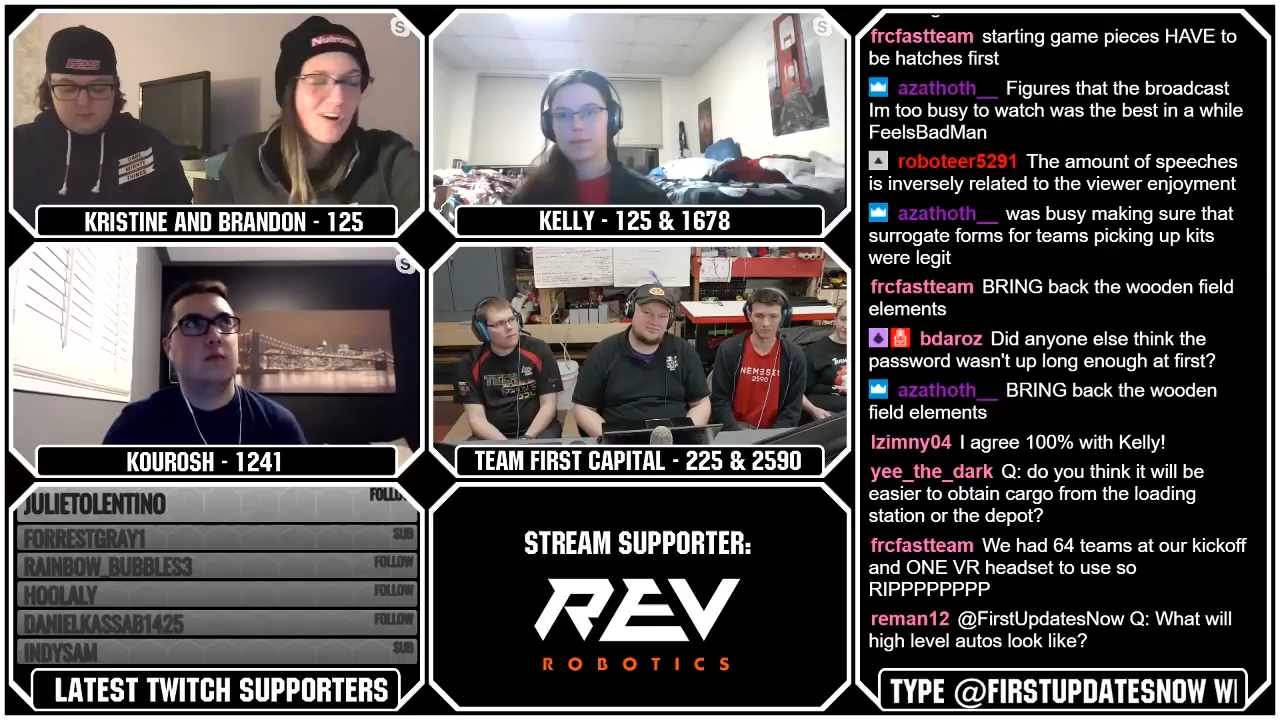 Nutrons
KRISTINE AND BRANDON - 125
KELLY - 125 & 1678
KOUROSH - 1241
NEMESIS
2590
TEAM FIRST CAPITAL - 225 & 2590
JULIETOLENTINO
FORRESTGRAY1 SUB
RAINBOW_BUBBLES3 FOLLOW
HOOLALY FOLLOW
DANIELKASSAB1425 FOLLOW
INDYSAM SUB
LATEST TWITCH SUPPORTERS
STREAM SUPPORTER:
REV
ROBOTICS
frcfastteam starting game pieces HAVE to
be hatches first
azathoth__ Figures that the broadcast
Im too busy to watch was the best in a while
FeelsBadMan
roboteer5291 The amount of speeches
is inversely related to the viewer enjoyment
azathoth__ was busy making sure that
surrogate forms for teams picking up kits
were legit
frcfastteam BRING back the wooden field
elements
bdaroz Did anyone else think the
password wasn't up long enough at first?
azathoth__ BRING back the wooden
field elements
lzimny04 I agree 100% with Kelly!
yee_the_dark Q: do you think it will be
easier to obtain cargo from the loading
station or the depot?
frcfastteam We had 64 teams at our kickoff
and ONE VR headset to use so
RIPPPPPPPP
reman12 @FirstUpdatesNow Q: What will
high level autos look like?
TYPE @FIRSTUPDATESNOW WI